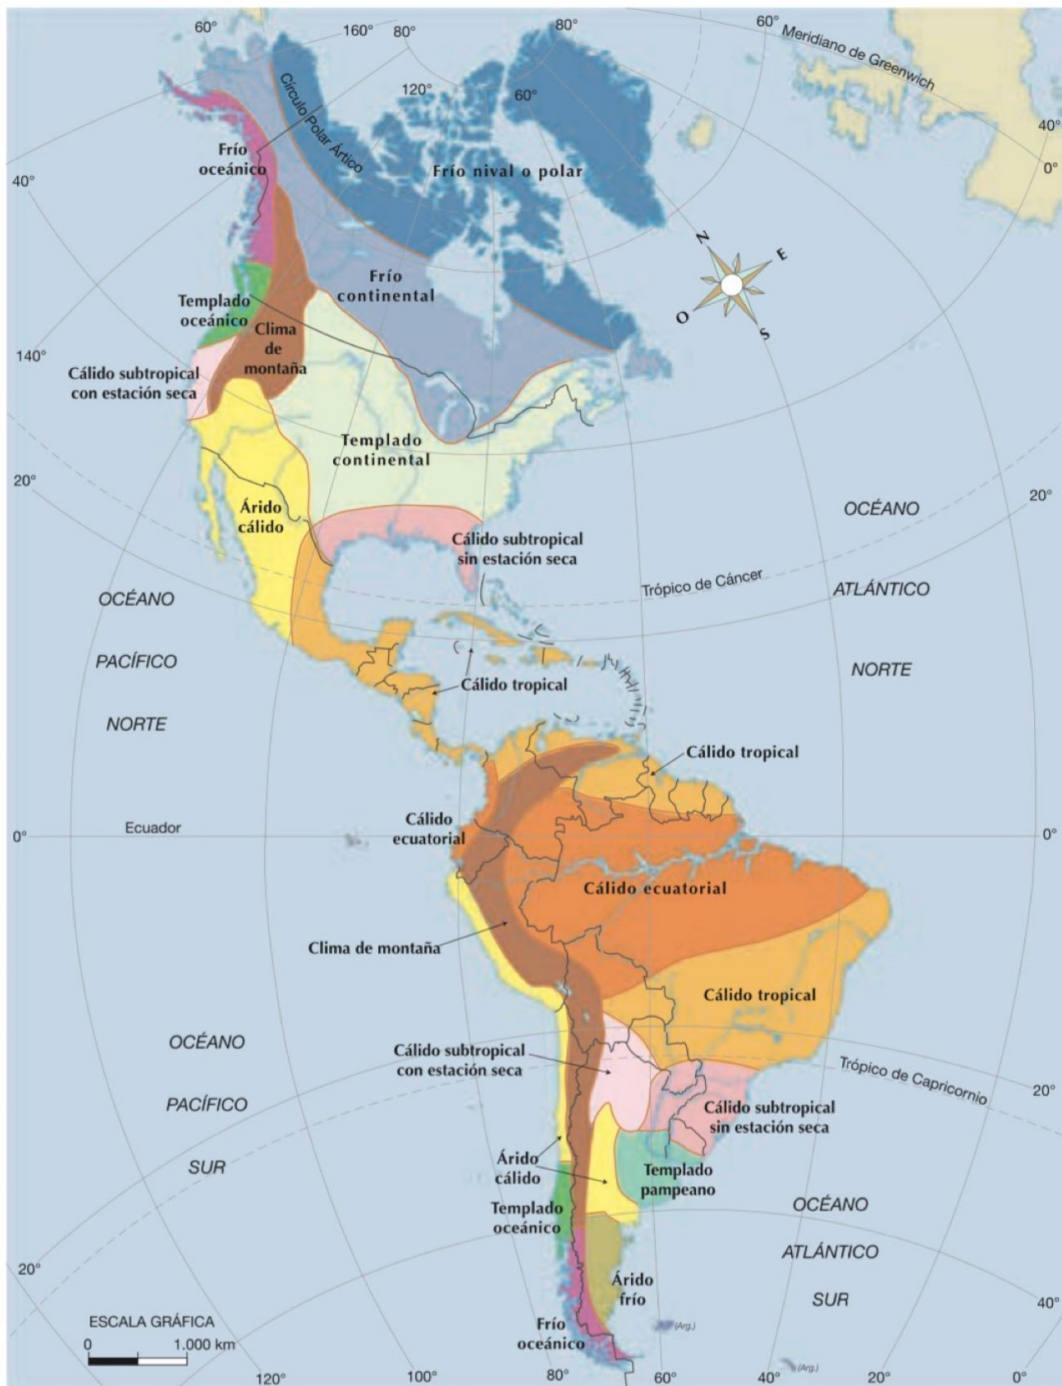 60°
160°
80°
80°
60°
Meridiano de Greenwich
120°
60°
40°
0°
Círculo Polar Ártico
Frío
oceánico
Frío nival o polar
40°
N
E
O
S
Frío
continental
Templado
oceánico
Clima
de
montaña
140°
Cálido subtropical
con estación seca
Templado
continental
20°
20°
Árido
cálido
OCÉANO
ATLÁNTICO
NORTE
Cálido subtropical
sin estación seca
Trópico de Cáncer
OCÉANO
PACÍFICO
NORTE
Cálido tropical
Cálido tropical
Ecuador
0°
0°
Cálido
ecuatorial
Cálido ecuatorial
Clima de montaña
Cálido tropical
OCÉANO
PACÍFICO
SUR
Cálido subtropical
con estación seca
Trópico de Capricornio
20°
Cálido subtropical
sin estación seca
Árido
cálido
Templado
pampeano
Templado
oceánico
OCÉANO
ATLÁNTICO
SUR
20°
Árido
frío
40°
Frío
oceánico
(Arg.)
(Arg.)
ESCALA GRÁFICA
0
1.000 km
120°
100°
80°
60°
40°
20°
0°